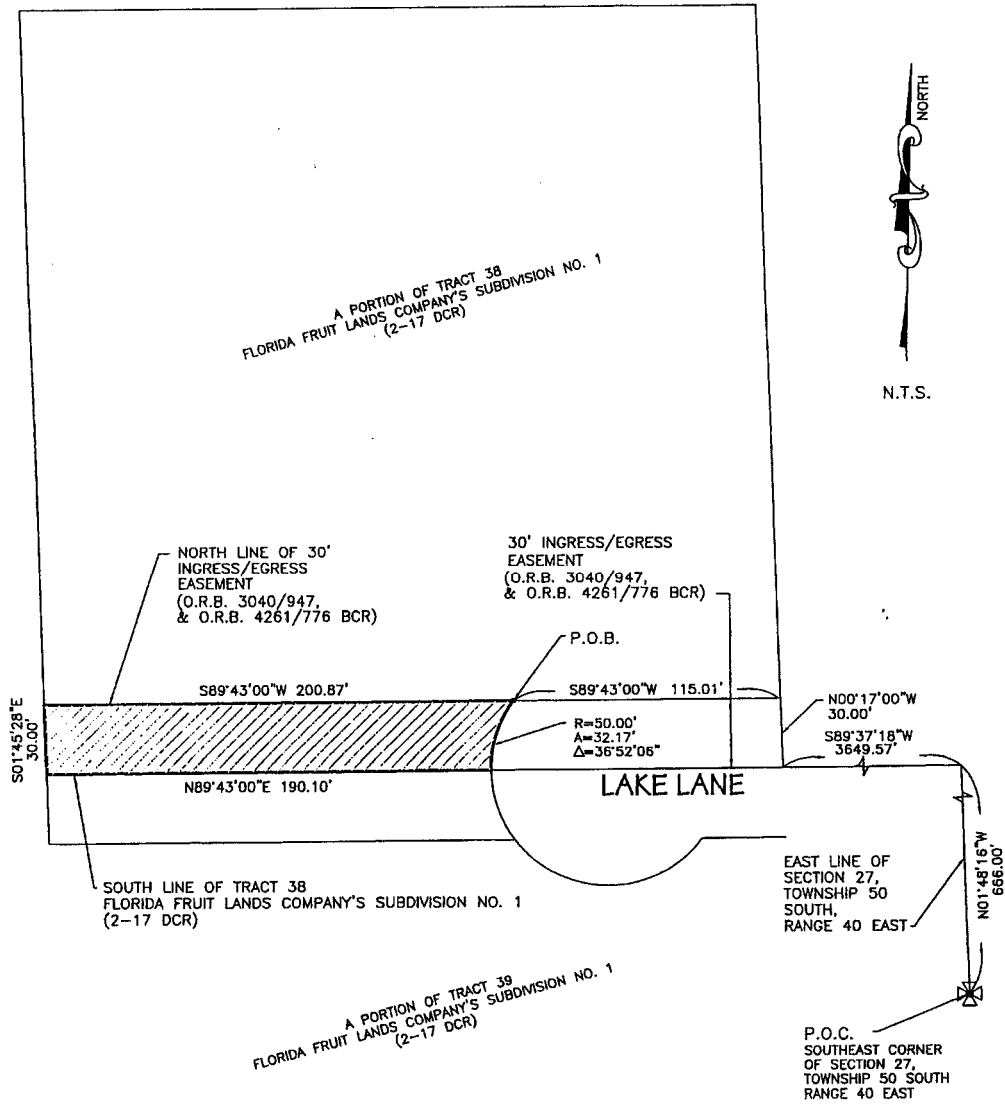 NORTH
N.T.S.
A PORTION OF TRACT 38
FLORIDA FRUIT LANDS COMPANY'S SUBDIVISION NO. 1
(2-17 DCR)
NORTH LINE OF 30'
INGRESS/EGRESS
EASEMENT
(O.R.B. 3040/947,
& O.R.B. 4261/776 BCR)
30' INGRESS/EGRESS
EASEMENT
(O.R.B. 3040/947,
& O.R.B. 4261/776 BCR)
P.O.B.
S89°43'00"W 200.87'
S89°43'00"W 115.01'
S01°45'28"E
30.00'
R=50.00'
A=32.17'
Δ=36°52'06"
N00°17'00"W
30.00'
S89°37'18"W
3649.57'
N89°43'00"E 190.10'
LAKE LANE
N01°48'16"W
666.00'
EAST LINE OF
SECTION 27,
TOWNSHIP 50
SOUTH,
RANGE 40 EAST
SOUTH LINE OF TRACT 38
FLORIDA FRUIT LANDS COMPANY'S SUBDIVISION NO. 1
(2-17 DCR)
A PORTION OF TRACT 39
FLORIDA FRUIT LANDS COMPANY'S SUBDIVISION NO. 1
(2-17 DCR)
P.O.C.
SOUTHEAST CORNER
OF SECTION 27,
TOWNSHIP 50 SOUTH
RANGE 40 EAST